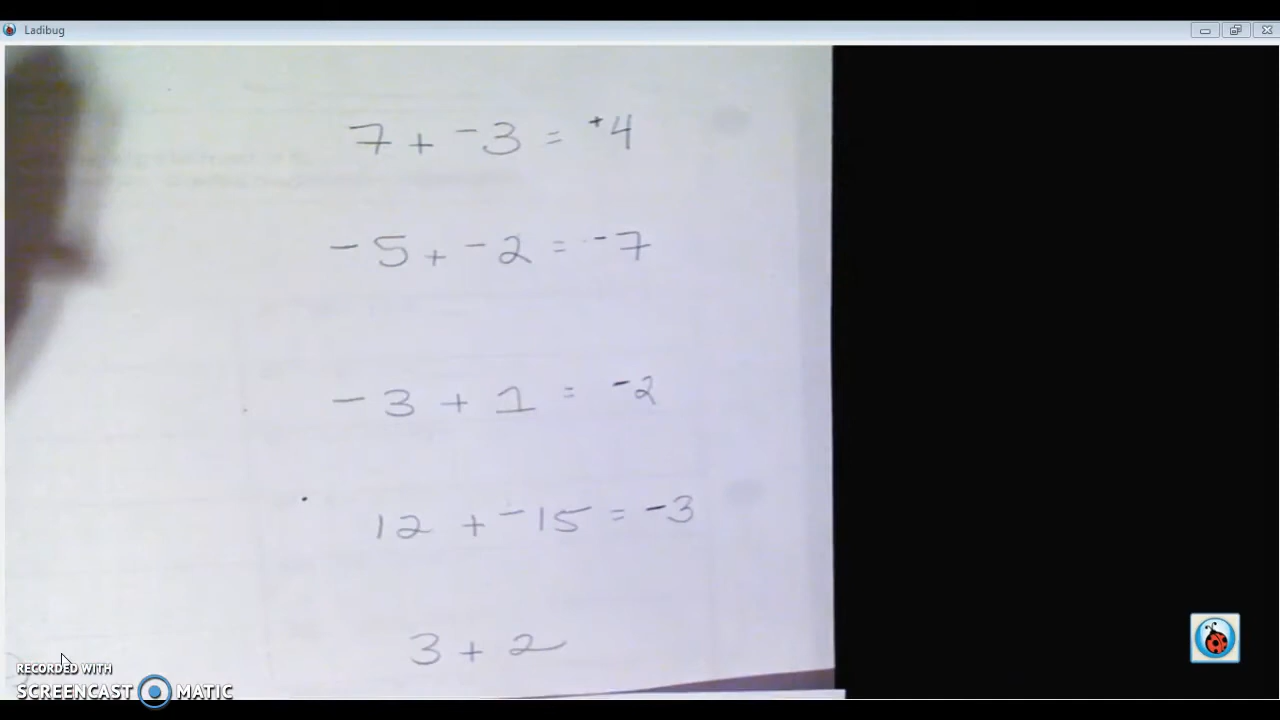 Ladibug
7 + -3 = +4
-5 + -2 = -7
-3 + 1 = -2
12 + -15 = -3
3 + 2
RECORDED WITH
SCREENCAST MATIC